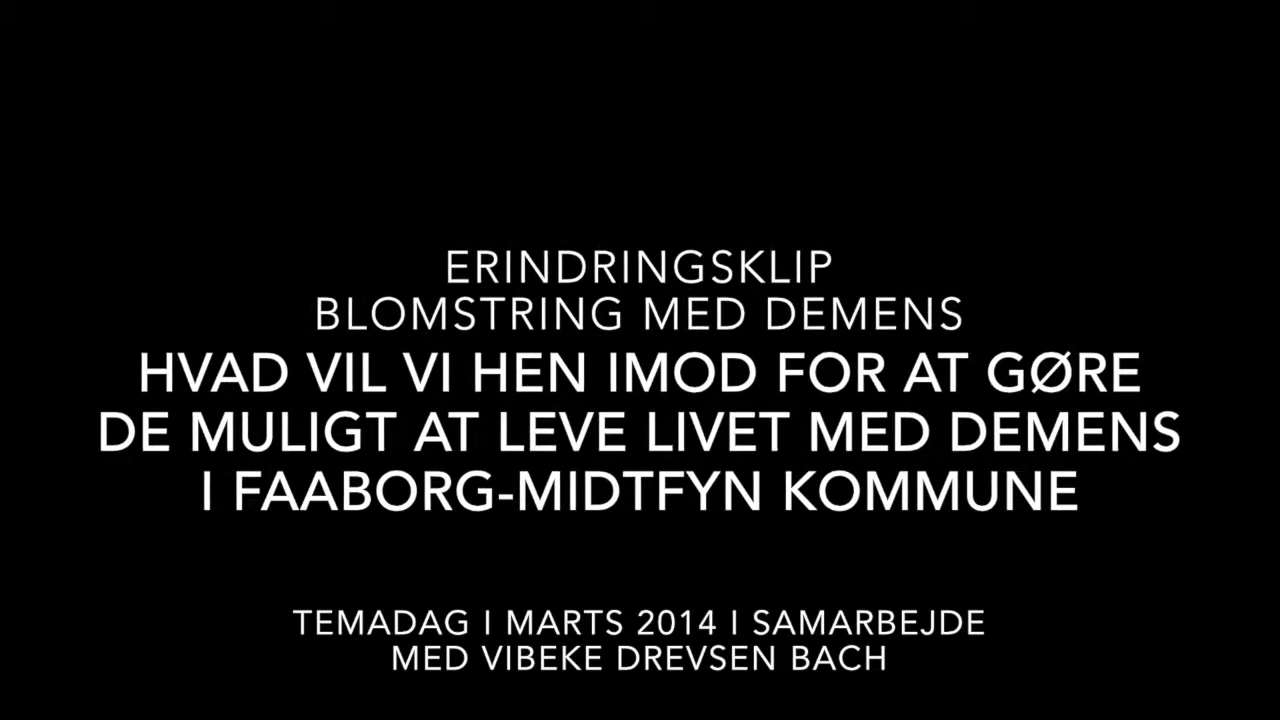 ERINDRINGSKLIP
BLOMSTRING MED DEMENS
HVAD VIL VI HEN IMOD FOR AT GØRE
DE MULIGT AT LEVE LIVET MED DEMENS
I FAABORG-MIDTFYN KOMMUNE
TEMADAG I MARTS 2014 I SAMARBEJDE
MED VIBEKE DREVSEN BACH